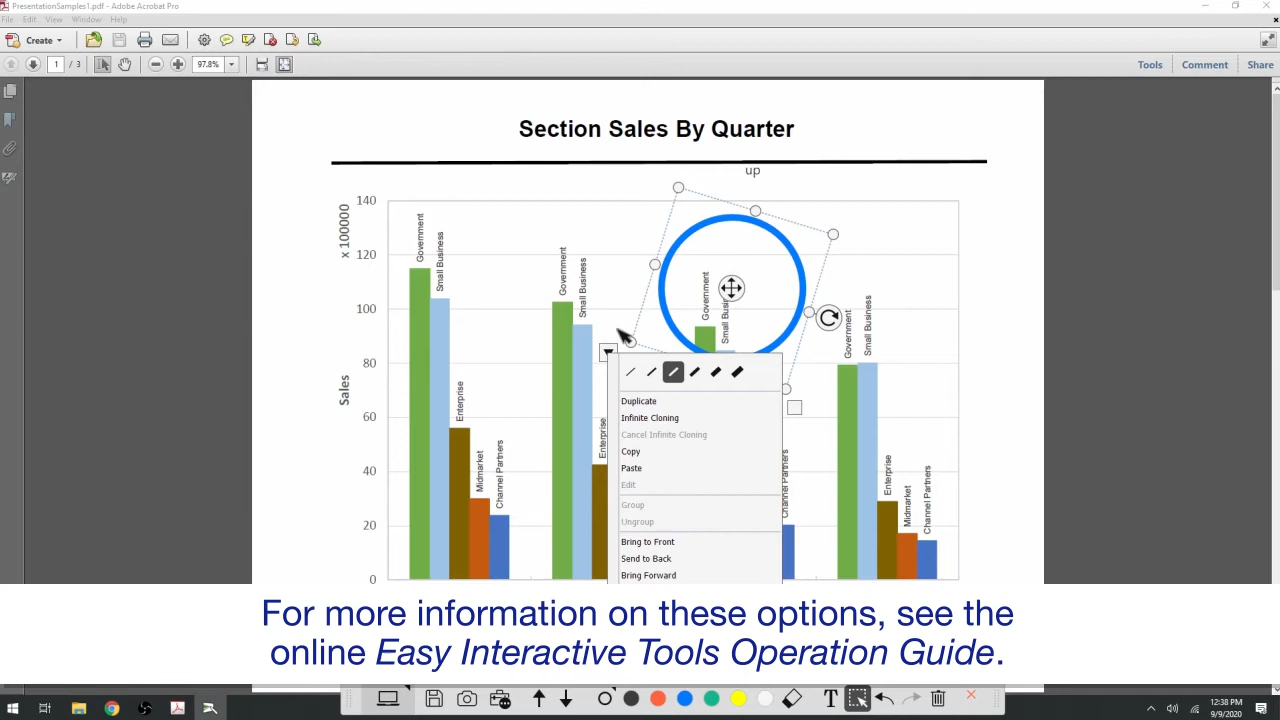 PresentationSamples1.pdf - Adobe Acrobat Pro
File Edit View Window Help
Create
1 / 3 97.8% Tools Comment Share
Section Sales By Quarter
up
x 100000
Sales
140
120
100
80
60
40
20
0
Government
Small Business
Enterprise
Midmarket
Channel Partners
Government
Small Business
Enterprise
Government
Small Busi
Channel Partners
Government
Small Business
Enterprise
Midmarket
Channel Partners
Duplicate
Infinite Cloning
Cancel Infinite Cloning
Copy
Paste
Edit
Group
Ungroup
Bring to Front
Send to Back
Bring Forward
For more information on these options, see the
online Easy Interactive Tools Operation Guide.
T
12:38 PM
9/9/2020